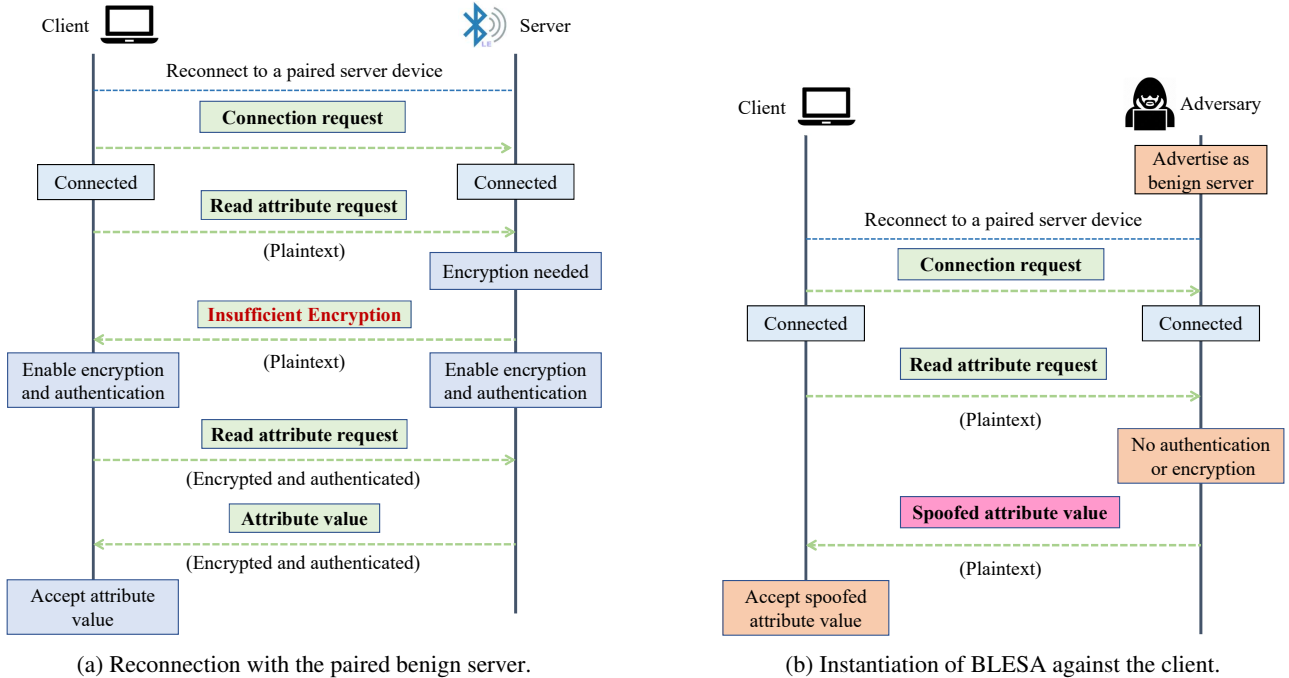 Client
Server
LE
Reconnect to a paired server device
Connection request
Connected
Connected
Read attribute request
(Plaintext)
Encryption needed
Insufficient Encryption
(Plaintext)
Enable encryption
and authentication
Enable encryption
and authentication
Read attribute request
(Encrypted and authenticated)
Attribute value
(Encrypted and authenticated)
Accept attribute
value
(a) Reconnection with the paired benign server.
Client
Adversary
Advertise as
benign server
Reconnect to a paired server device
Connection request
Connected
Connected
Read attribute request
(Plaintext)
No authentication
or encryption
Spoofed attribute value
(Plaintext)
Accept spoofed
attribute value
(b) Instantiation of BLESA against the client.